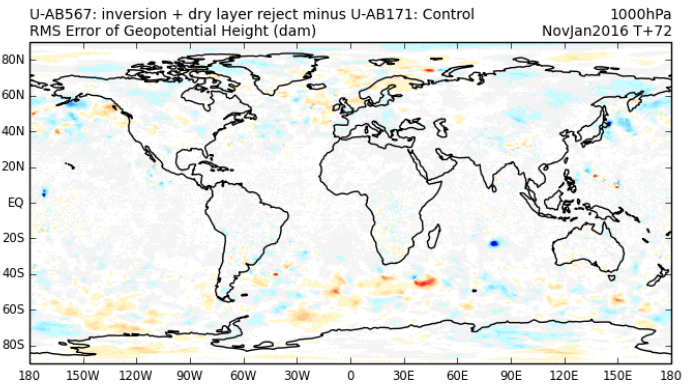 U-AB567: inversion + dry layer reject minus U-AB171: Control 1000hPa
RMS Error of Geopotential Height (dam) NovJan2016 T+72
80N
60N
40N
20N
EQ
20S
40S
60S
80S
180 150W 120W 90W 60W 30W 0 30E 60E 90E 120E 150E 180